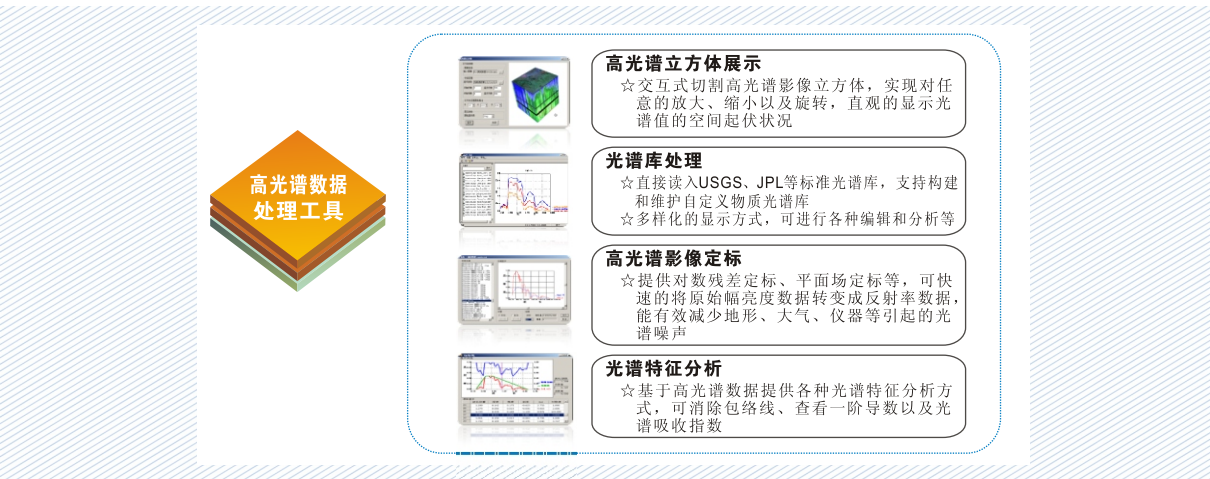 高光谱数据
处理工具
高光谱立方体展示
☆交互式切割高光谱影像立方体，实现对任
意的放大、缩小以及旋转，直观的显示光
谱值的空间起伏状况
光谱库处理
☆直接读入USGS、JPL等标准光谱库，支持构建
和维护自定义物质光谱库
☆多样化的显示方式，可进行各种编辑和分析等
高光谱影像定标
☆提供对数残差定标、平面场定标等，可快
速的将原始幅亮度数据转变成反射率数据，
能有效减少地形、大气、仪器等引起的光
谱噪声
光谱特征分析
☆基于高光谱数据提供各种光谱特征分析方
式，可消除包络线、查看一阶导数以及光
谱吸收指数